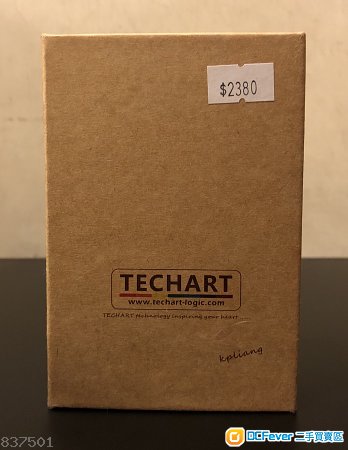 $2380
TECHART
www.techart-logic.com
TECHART technology inspiring your heart
kpliang
837501
DCFever 二手買賣區